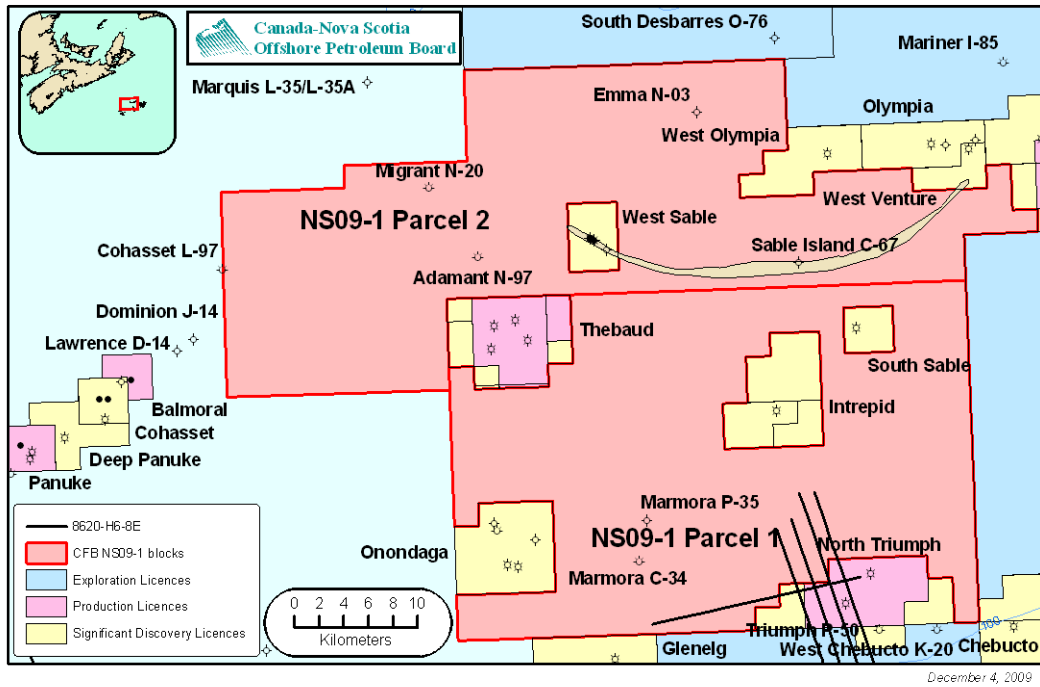 Canada-Nova Scotia
Offshore Petroleum Board
South Desbarres O-76
Mariner I-85
Marquis L-35/L-35A
Emma N-03
Olympia
West Olympia
Migrant N-20
NS09-1 Parcel 2
West Sable
West Venture
Cohasset L-97
Sable Island C-67
Adamant N-97
Dominion J-14
Thebaud
Lawrence D-14
South Sable
Balmoral
Intrepid
Cohasset
Deep Panuke
Panuke
Marmora P-35
8620-H6-8E
CFB NS09-1 blocks
Exploration Licences
Production Licences
Significant Discovery Licences
Onondaga
NS09-1 Parcel 1
North Triumph
Marmora C-34
0 2 4 6 8 10
Kilometers
Triumph P-50
100
Glenelg
West Chebucto K-20
Chebucto
December 4, 2009